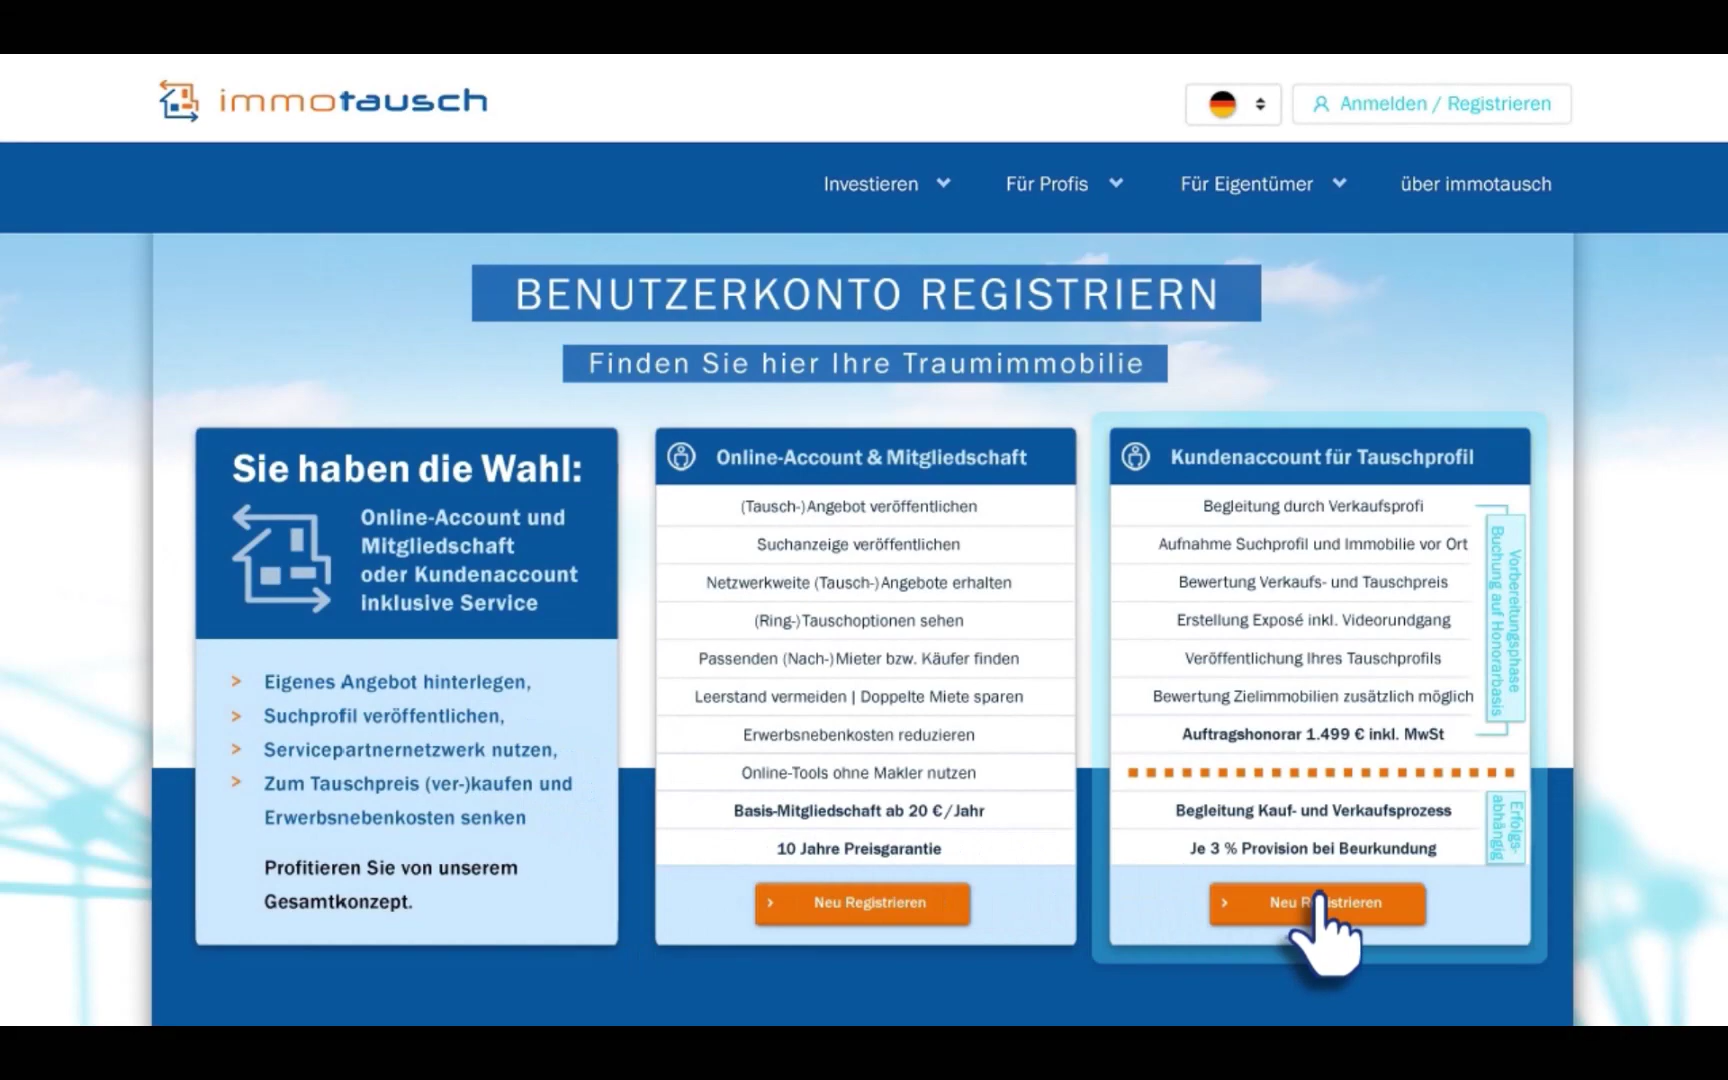 immotausch
Anmelden / Registrieren
Investieren
Für Profis
Für Eigentümer
über immotausch
BENUTZERKONTO REGISTRIERN
Finden Sie hier Ihre Traumimmobilie
Sie haben die Wahl:
Online-Account und
Mitgliedschaft
oder Kundenaccount
inklusive Service
> Eigenes Angebot hinterlegen,
> Suchprofil veröffentlichen,
> Servicepartnernetzwerk nutzen,
> Zum Tauschpreis (ver-)kaufen und
Erwerbsnebenkosten senken
Profitieren Sie von unserem
Gesamtkonzept.
Online-Account & Mitgliedschaft
(Tausch-)Angebot veröffentlichen
Suchanzeige veröffentlichen
Netzwerkweite (Tausch-)Angebote erhalten
(Ring-)Tauschoptionen sehen
Passenden (Nach-)Mieter bzw. Käufer finden
Leerstand vermeiden | Doppelte Miete sparen
Erwerbsnebenkosten reduzieren
Online-Tools ohne Makler nutzen
Basis-Mitgliedschaft ab 20 €/Jahr
10 Jahre Preisgarantie
> Neu Registrieren
Kundenaccount für Tauschprofil
Begleitung durch Verkaufsprofi
Aufnahme Suchprofil und Immobilie vor Ort
Bewertung Verkaufs- und Tauschpreis
Erstellung Exposé inkl. Videorundgang
Veröffentlichung Ihres Tauschprofils
Bewertung Zielimmobilien zusätzlich möglich
Auftragshonorar 1.499 € inkl. MwSt
Vorbereitungsphase
Buchung auf Honorarbasis
Begleitung Kauf- und Verkaufsprozess
Je 3 % Provision bei Beurkundung
Erfolgs-
abhängig
> Neu Registrieren